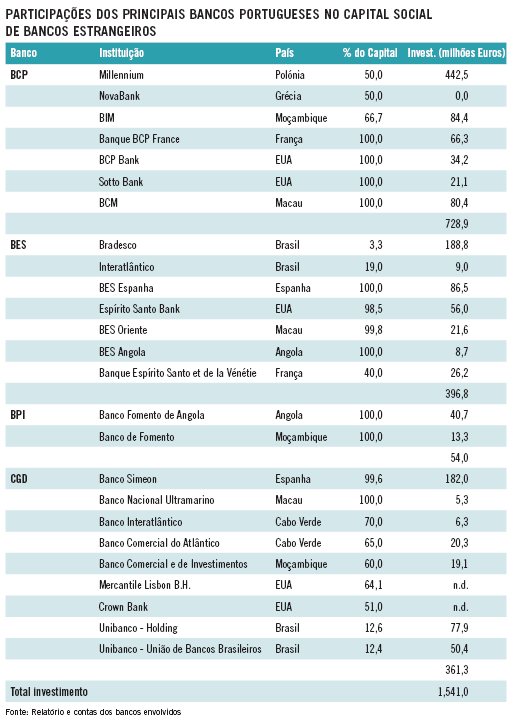 PARTICIPAÇÕES DOS PRINCIPAIS BANCOS PORTUGUESES NO CAPITAL SOCIAL
DE BANCOS ESTRANGEIROS
Banco Instituição País % do Capital Invest. (milhões Euros)
BCP Millennium Polónia 50,0 442,5
NovaBank Grécia 50,0 0,0
BIM Moçambique 66,7 84,4
Banque BCP France França 100,0 66,3
BCP Bank EUA 100,0 34,2
Sotto Bank EUA 100,0 21,1
BCM Macau 100,0 80,4
728,9
BES Bradesco Brasil 3,3 188,8
Interatlântico Brasil 19,0 9,0
BES Espanha Espanha 100,0 86,5
Espírito Santo Bank EUA 98,5 56,0
BES Oriente Macau 99,8 21,6
BES Angola Angola 100,0 8,7
Banque Espírito Santo et de la Vénétie França 40,0 26,2
396,8
BPI Banco Fomento de Angola Angola 100,0 40,7
Banco de Fomento Moçambique 100,0 13,3
54,0
CGD Banco Simeon Espanha 99,6 182,0
Banco Nacional Ultramarino Macau 100,0 5,3
Banco Interatlântico Cabo Verde 70,0 6,3
Banco Comercial do Atlântico Cabo Verde 65,0 20,3
Banco Comercial e de Investimentos Moçambique 60,0 19,1
Mercantile Lisbon B.H. EUA 64,1 n.d.
Crown Bank EUA 51,0 n.d.
Unibanco - Holding Brasil 12,6 77,9
Unibanco - União de Bancos Brasileiros Brasil 12,4 50,4
361,3
Total investimento 1,541,0
Fonte: Relatório e contas dos bancos envolvidos